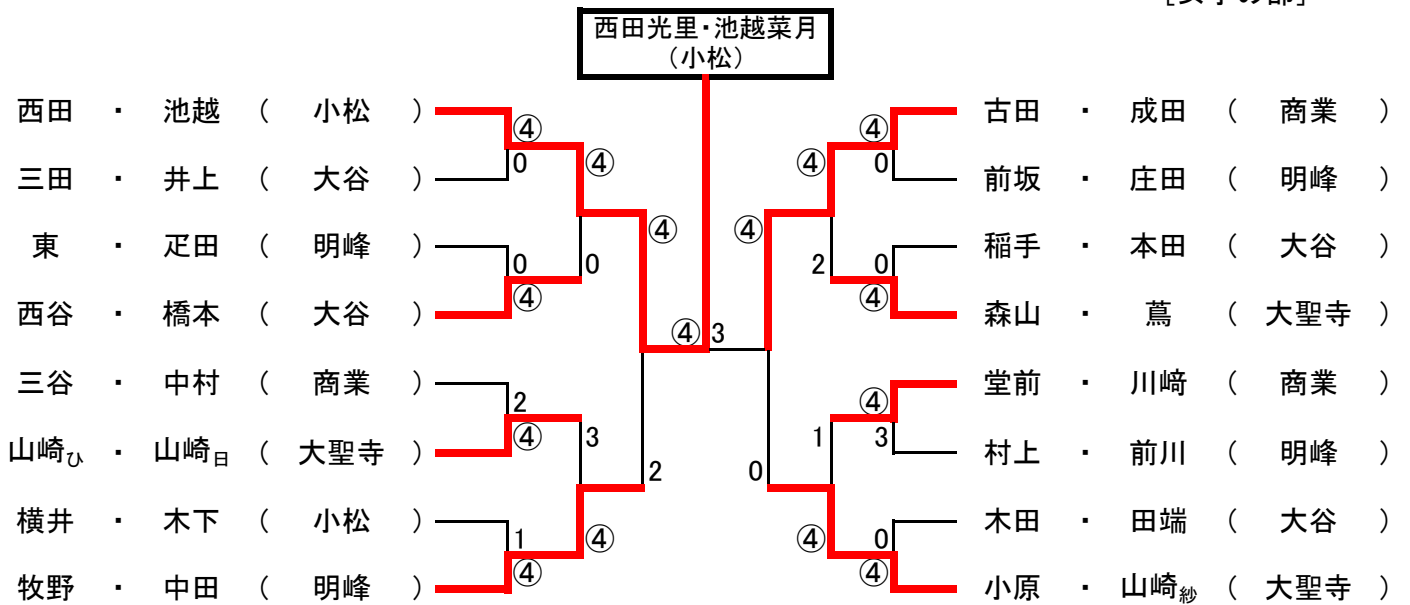 西田光里・池越菜月
（小松）
西田 ・ 池越 （ 小松 ）
三田 ・ 井上 （ 大谷 ）
東 ・ 疋田 （ 明峰 ）
西谷 ・ 橋本 （ 大谷 ）
三谷 ・ 中村 （ 商業 ）
山崎ひ ・ 山崎日 （ 大聖寺 ）
横井 ・ 木下 （ 小松 ）
牧野 ・ 中田 （ 明峰 ）
④
0
0
④
2
④
1
④
④
0
3
④
④
2
④ 3
④
0
④
2
1
④
④
0
0
④
④
3
0
④
古田 ・ 成田 （ 商業 ）
前坂 ・ 庄田 （ 明峰 ）
稲手 ・ 本田 （ 大谷 ）
森山 ・ 蔦 （ 大聖寺 ）
堂前 ・ 川﨑 （ 商業 ）
村上 ・ 前川 （ 明峰 ）
木田 ・ 田端 （ 大谷 ）
小原 ・ 山崎紗 （ 大聖寺 ）